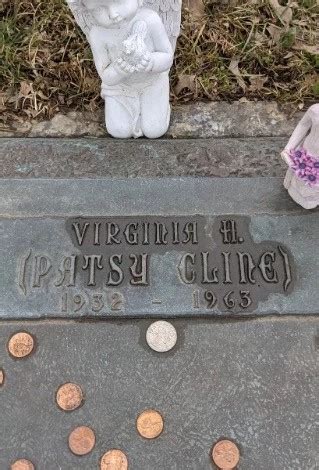 VIRGINIA H.
(PATSY CLINE)
1932 - 1963